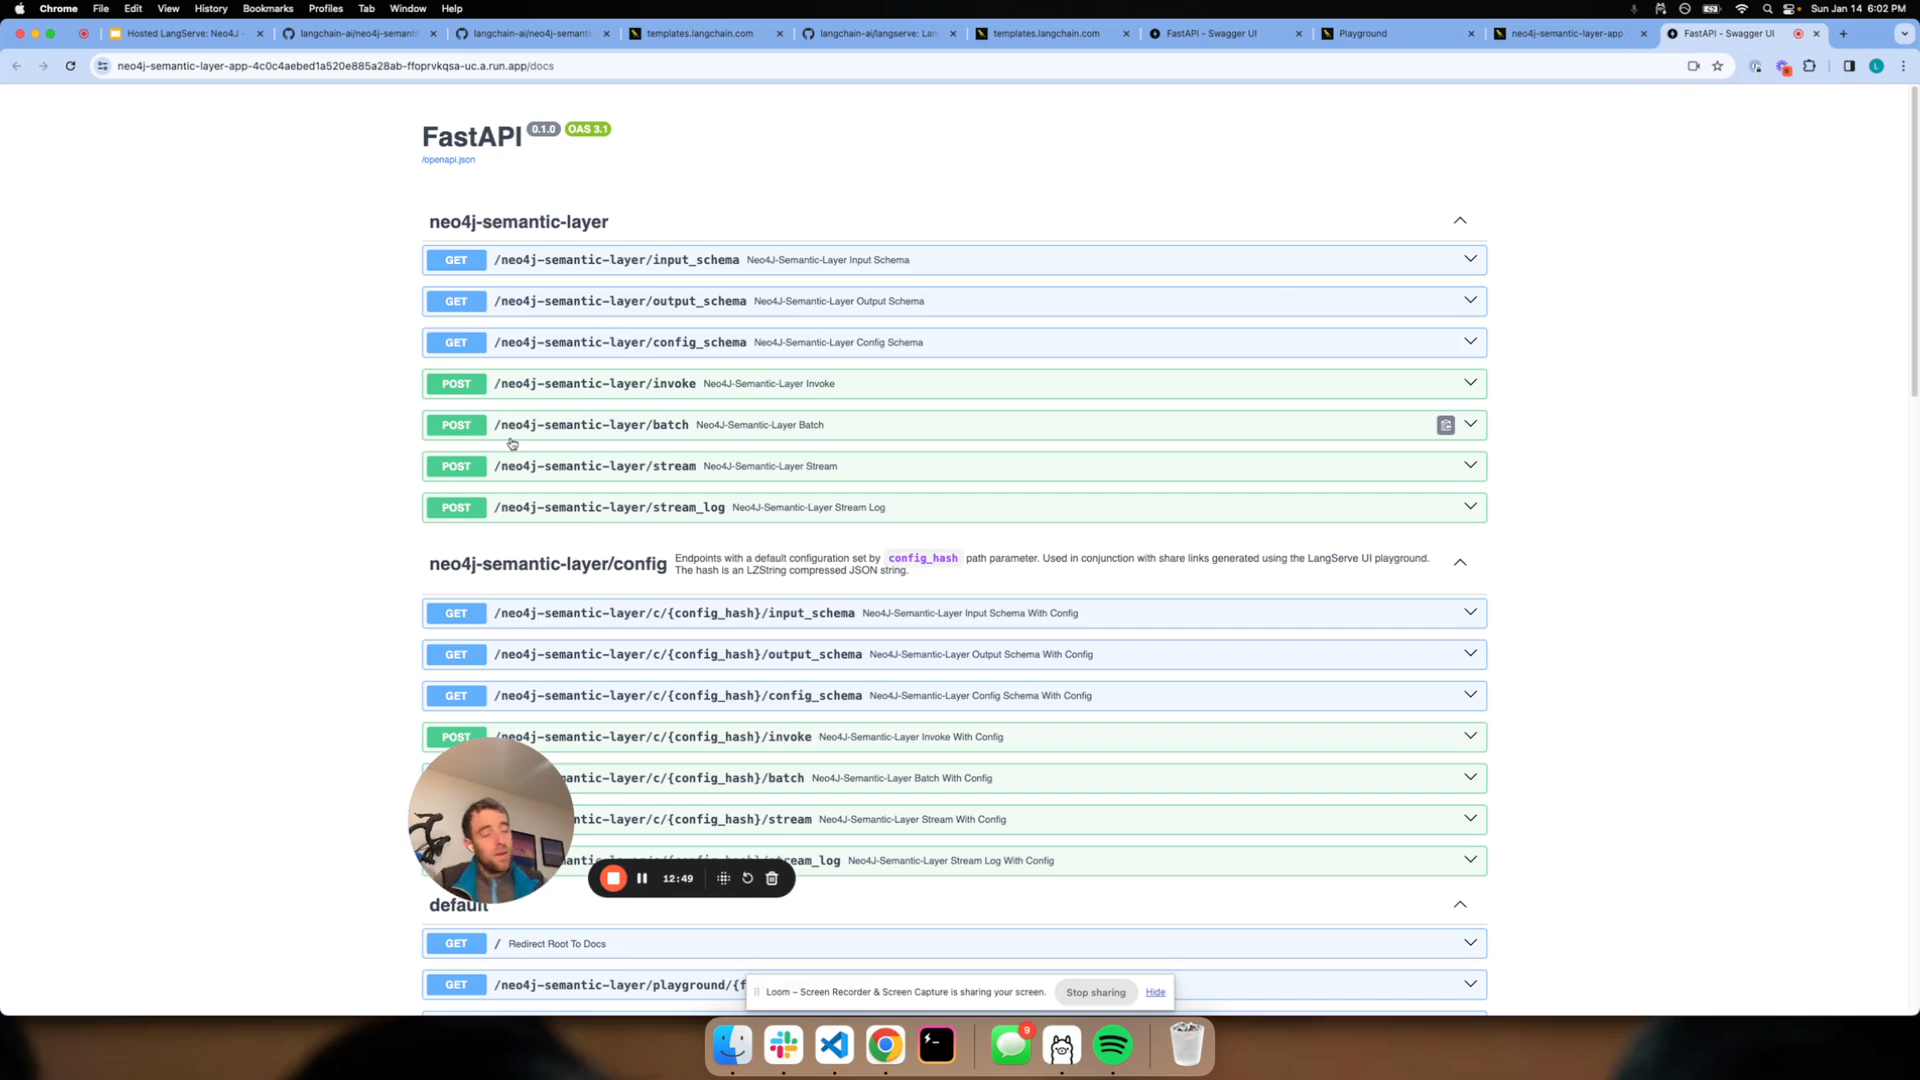 Chrome File Edit View History Bookmarks Profiles Tab Window Help Sun Jan 14 6:02 PM
Hosted LangServe: Neo4J - langchain-ai/neo4j-semanti langchain-ai/neo4j-semanti templates.langchain.com langchain-ai/langserve: Lan templates.langchain.com FastAPI - Swagger UI Playground neo4j-semantic-layer-app - FastAPI - Swagger UI
neo4j-semantic-layer-app-4c0c4aebed1a520e885a28ab-ffoprvkqsa-uc.a.run.app/docs L
FastAPI 0.1.0 OAS 3.1
/openapi.json
neo4j-semantic-layer
GET /neo4j-semantic-layer/input_schema Neo4J-Semantic-Layer Input Schema
GET /neo4j-semantic-layer/output_schema Neo4J-Semantic-Layer Output Schema
GET /neo4j-semantic-layer/config_schema Neo4J-Semantic-Layer Config Schema
POST /neo4j-semantic-layer/invoke Neo4J-Semantic-Layer Invoke
POST /neo4j-semantic-layer/batch Neo4J-Semantic-Layer Batch
POST /neo4j-semantic-layer/stream Neo4J-Semantic-Layer Stream
POST /neo4j-semantic-layer/stream_log Neo4J-Semantic-Layer Stream Log
neo4j-semantic-layer/config Endpoints with a default configuration set by config_hash path parameter. Used in conjunction with share links generated using the LangServe UI playground.
The hash is an LZString compressed JSON string.
GET /neo4j-semantic-layer/c/{config_hash}/input_schema Neo4J-Semantic-Layer Input Schema With Config
GET /neo4j-semantic-layer/c/{config_hash}/output_schema Neo4J-Semantic-Layer Output Schema With Config
GET /neo4j-semantic-layer/c/{config_hash}/config_schema Neo4J-Semantic-Layer Config Schema With Config
POST /neo4j-semantic-layer/c/{config_hash}/invoke Neo4J-Semantic-Layer Invoke With Config
mantic-layer/c/{config_hash}/batch Neo4J-Semantic-Layer Batch With Config
mantic-layer/c/{config_hash}/stream Neo4J-Semantic-Layer Stream With Config
mantic-layer/c/{config_hash}/stream_log Neo4J-Semantic-Layer Stream Log With Config
12:49
default
GET / Redirect Root To Docs
GET /neo4j-semantic-layer/playground/{f
Loom – Screen Recorder & Screen Capture is sharing your screen. Stop sharing Hide
9